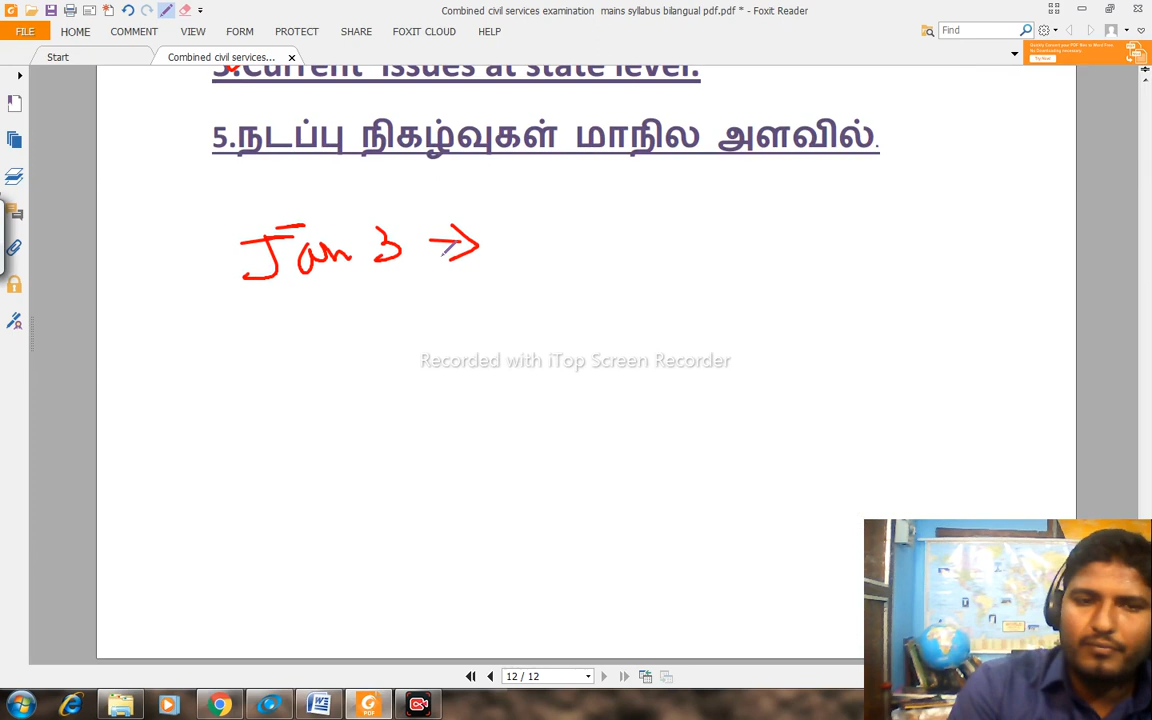 Combined civil services examination mains syllabus bilangual pdf.pdf * - Foxit Reader
FILE HOME COMMENT VIEW FORM PROTECT SHARE FOXIT CLOUD HELP
Find
Start Combined civil services...
Current issues at state level.
5.நடப்பு நிகழ்வுகள் மாநில அளவில்.
Jan 3 →
Recorded with iTop Screen Recorder
12 / 12
PDF